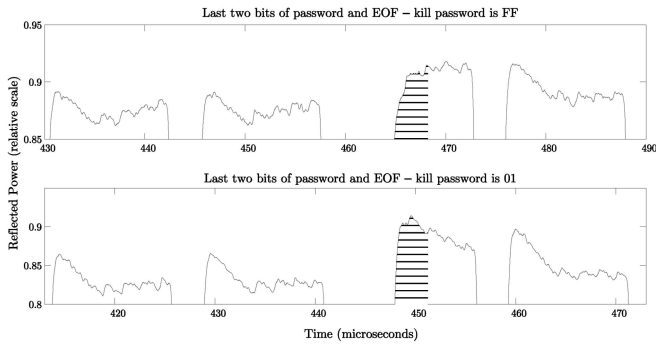 Last two bits of password and EOF – kill password is FF
0.95
0.9
0.85
430 440 450 460 470 480 490
Reflected Power (relative scale)
Last two bits of password and EOF – kill password is 01
0.9
0.85
0.8
420 430 440 450 460 470
Time (microseconds)